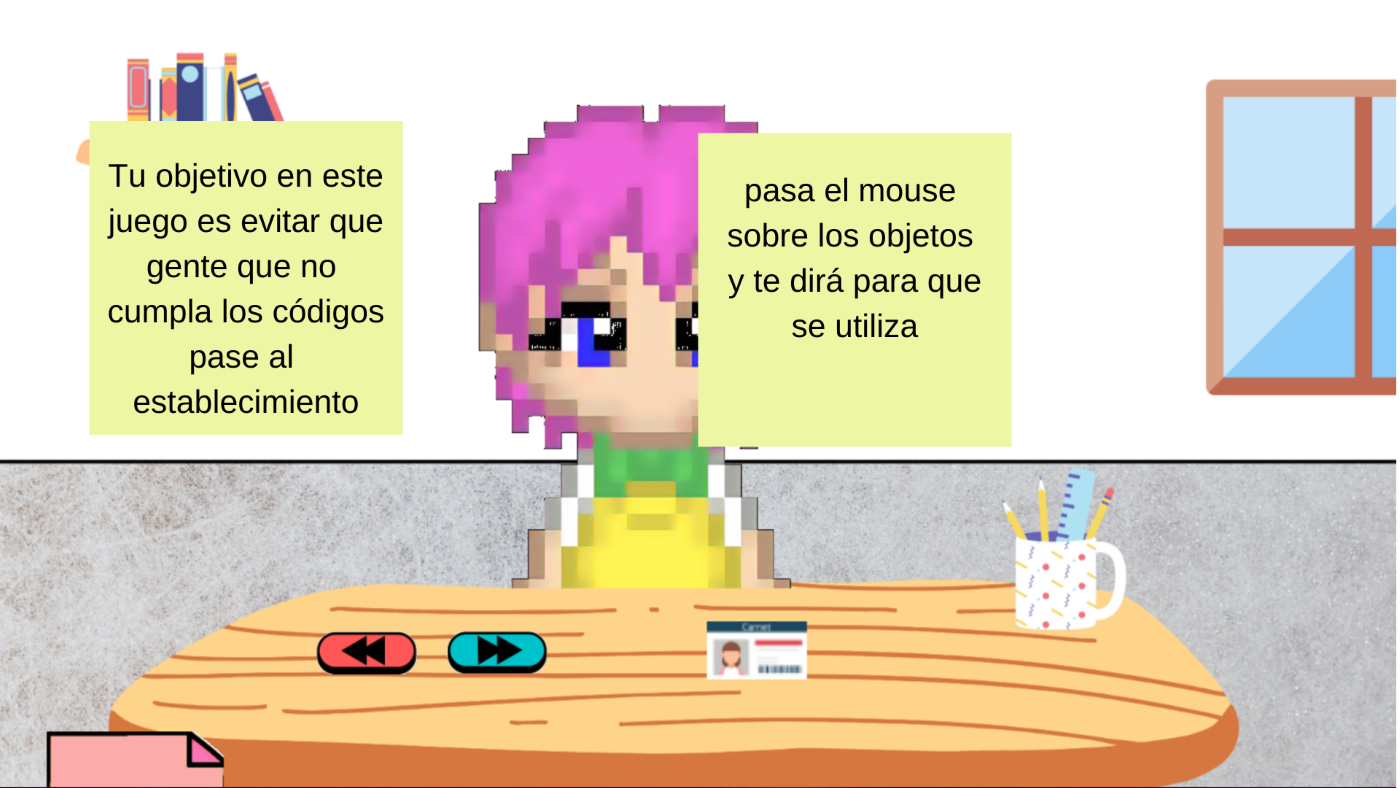 Tu objetivo en este
juego es evitar que
gente que no
cumpla los códigos
pase al
establecimiento
pasa el mouse
sobre los objetos
y te dirá para que
se utiliza
Carnet